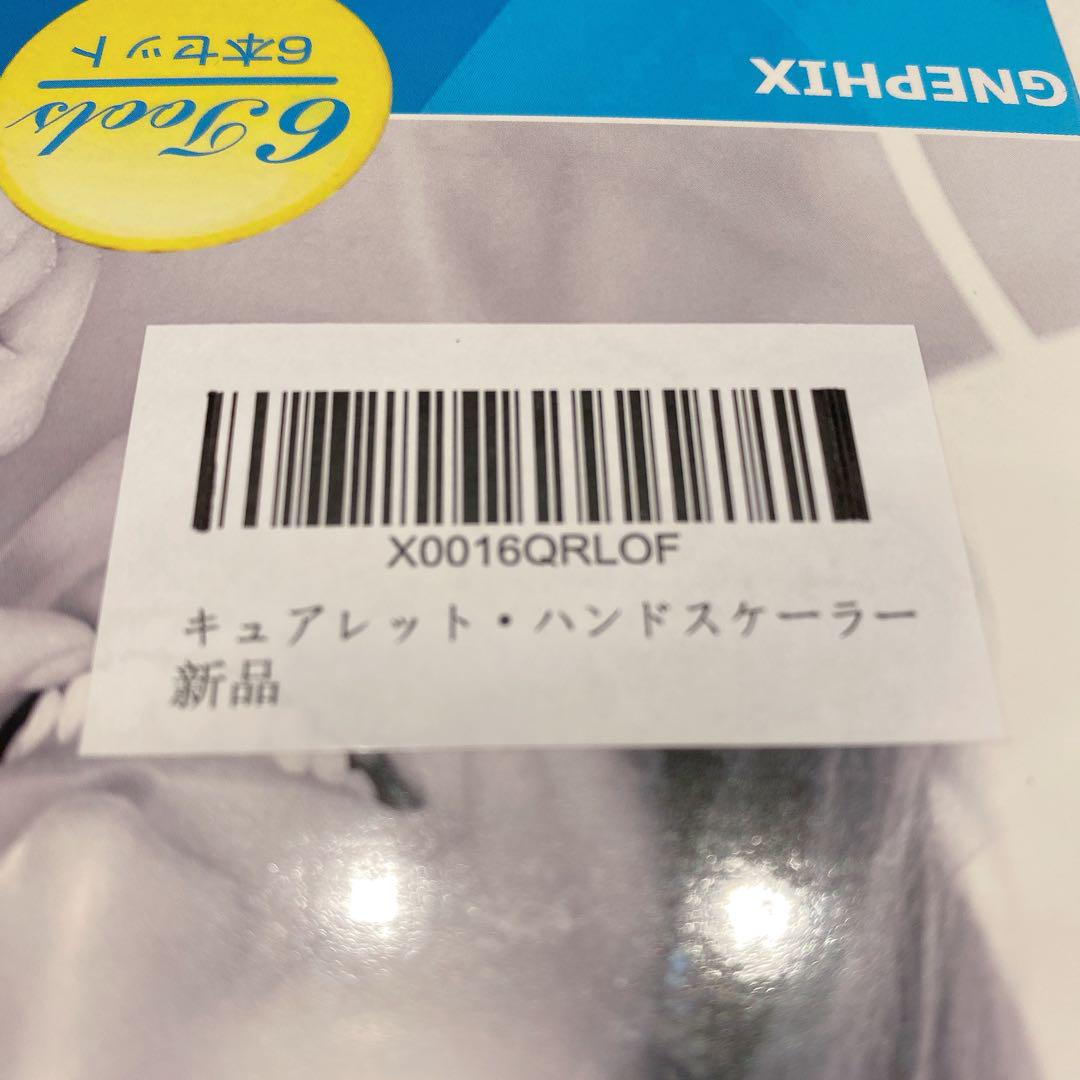 GNEPHIX
6 Tools
6本セット
X0016QRLOF
キュアレット・ハンドスケーラー
新品